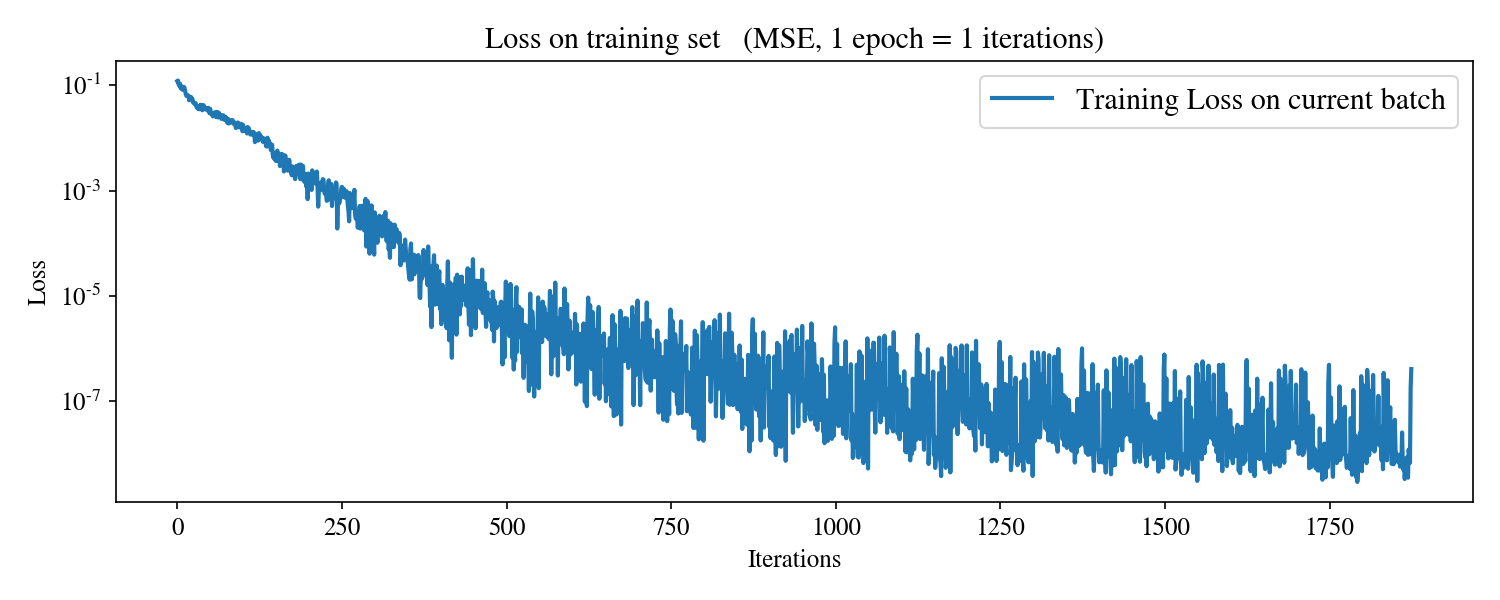 Loss on training set (MSE, 1 epoch = 1 iterations)
Training Loss on current batch
Loss
10^-1
10^-3
10^-5
10^-7
0 250 500 750 1000 1250 1500 1750
Iterations